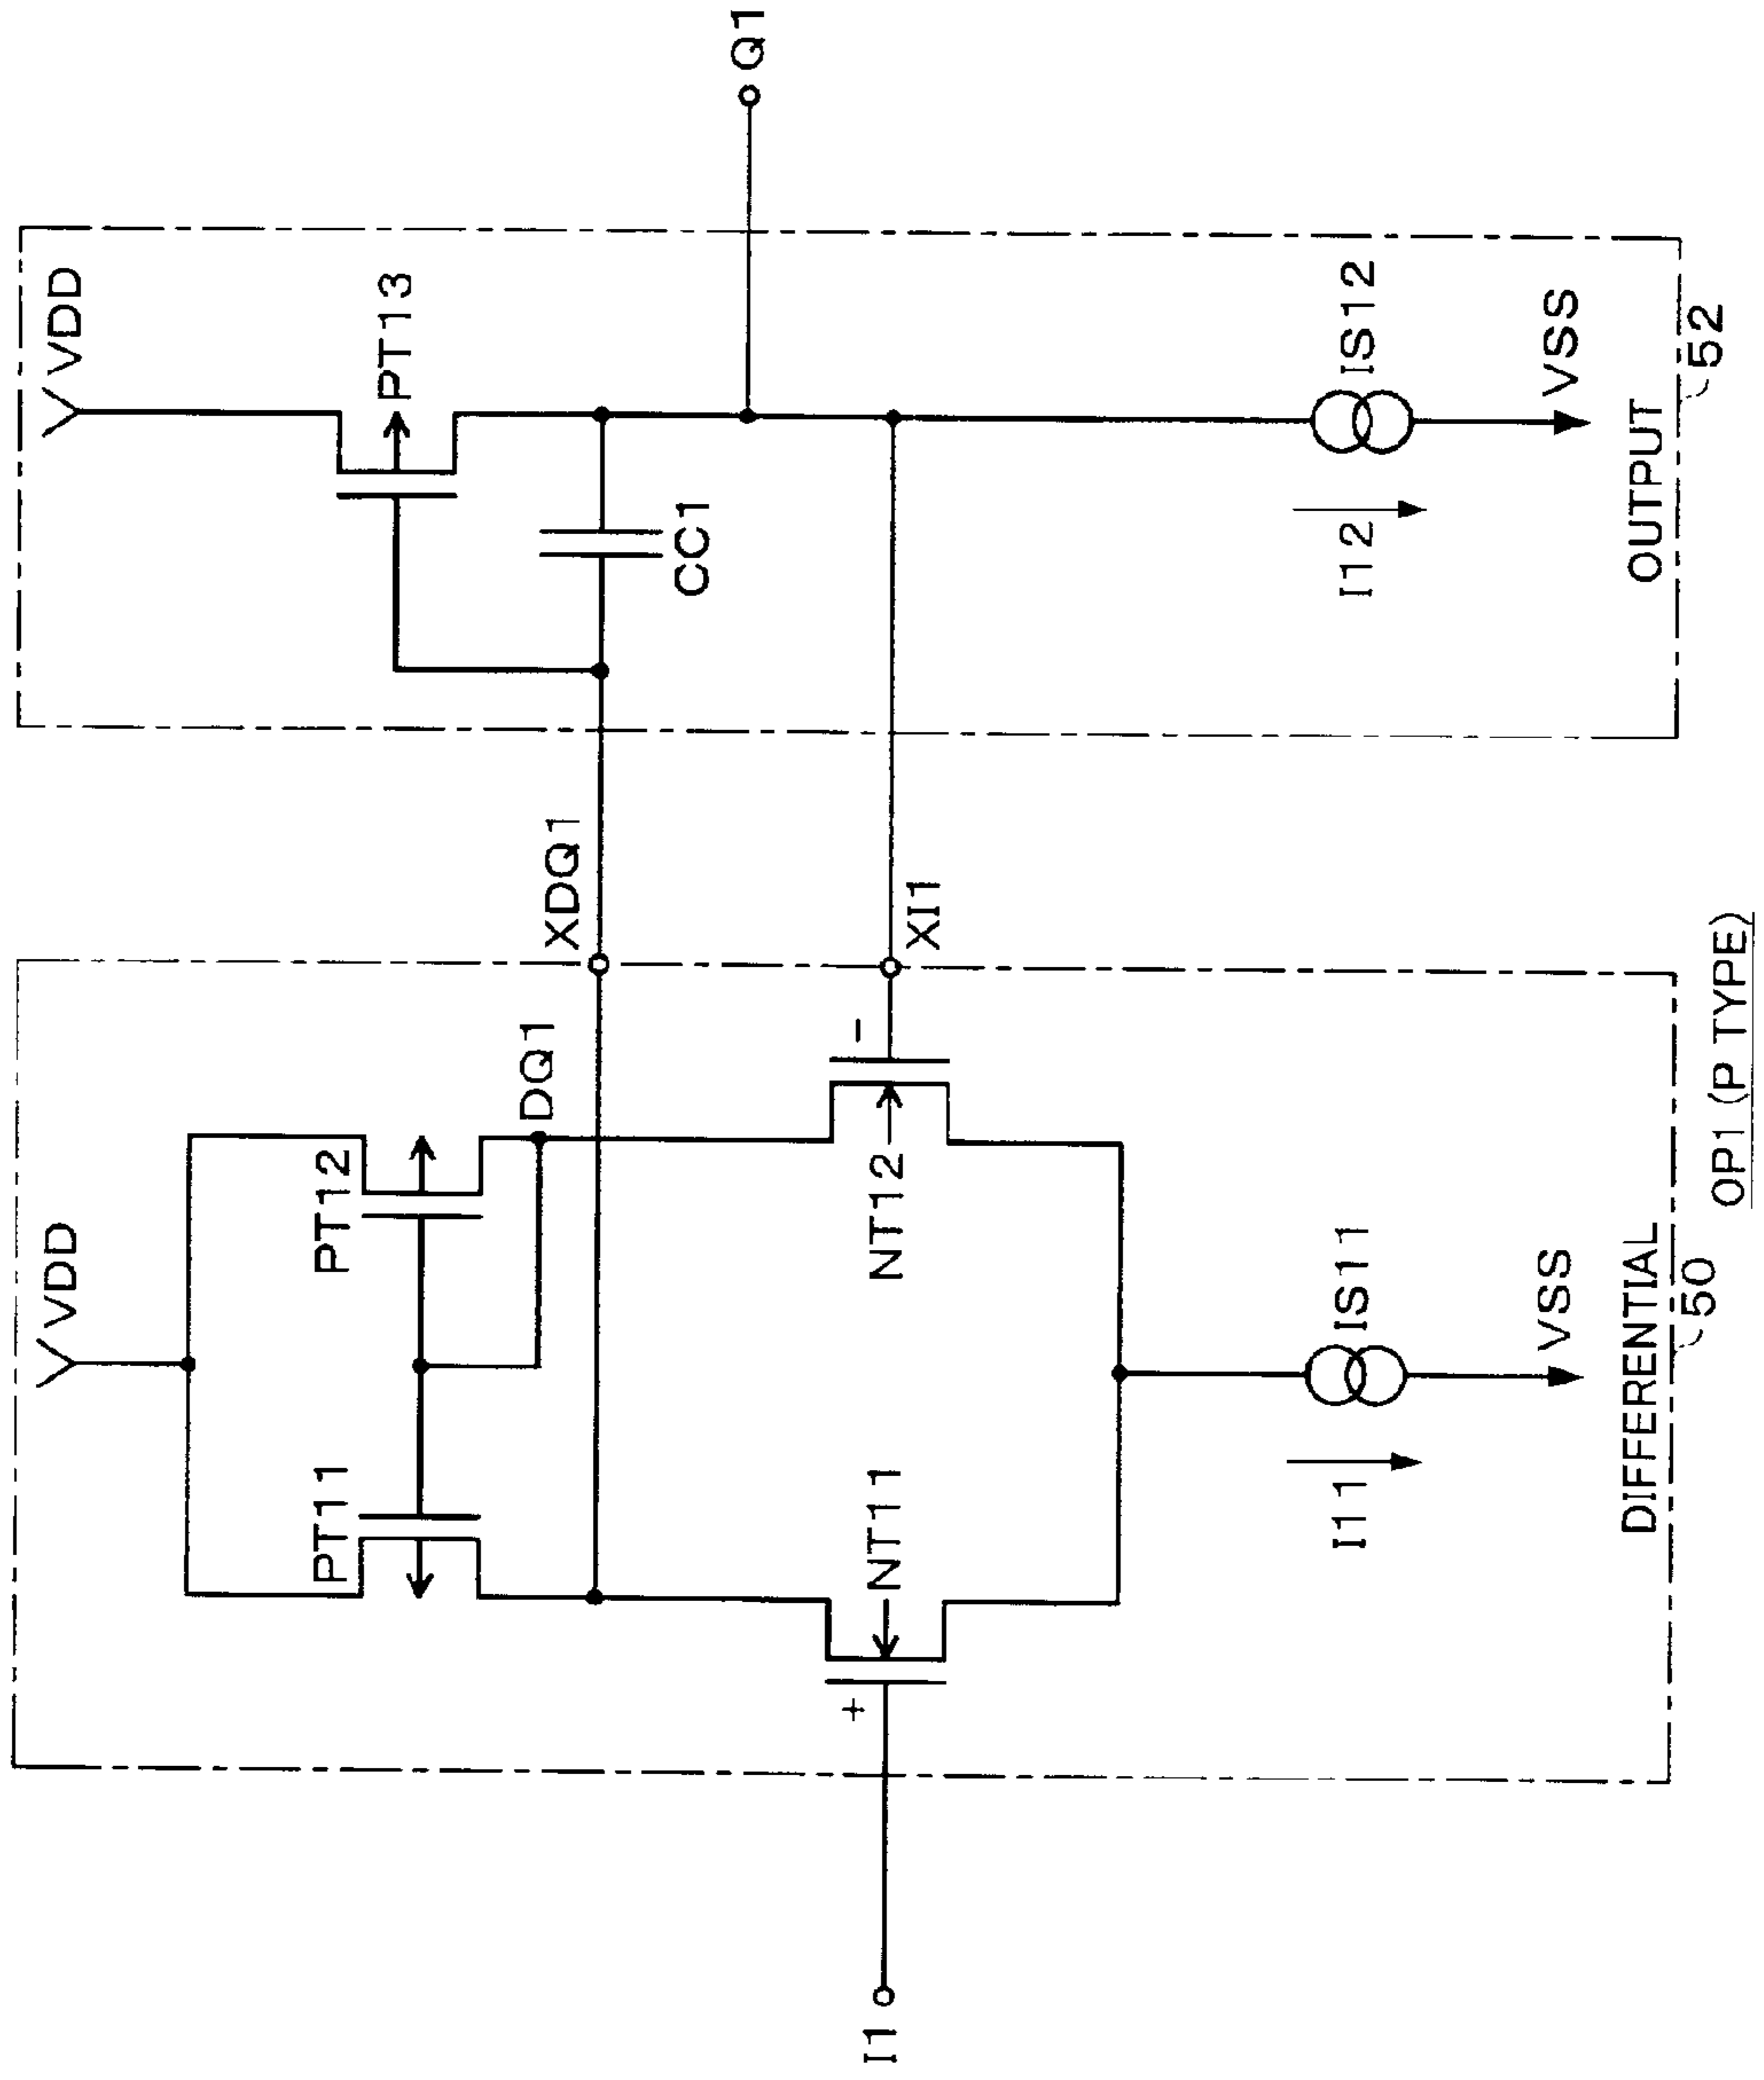 VDD
VDD
PT11
PT12
PT13
DQ1
XDQ1
CC1
Q1
I1
+
NT11
NT12
-
XI1
I11
IS11
I12
IS12
VSS
VSS
DIFFERENTIAL
OUTPUT
50
52
OP1 (P TYPE)